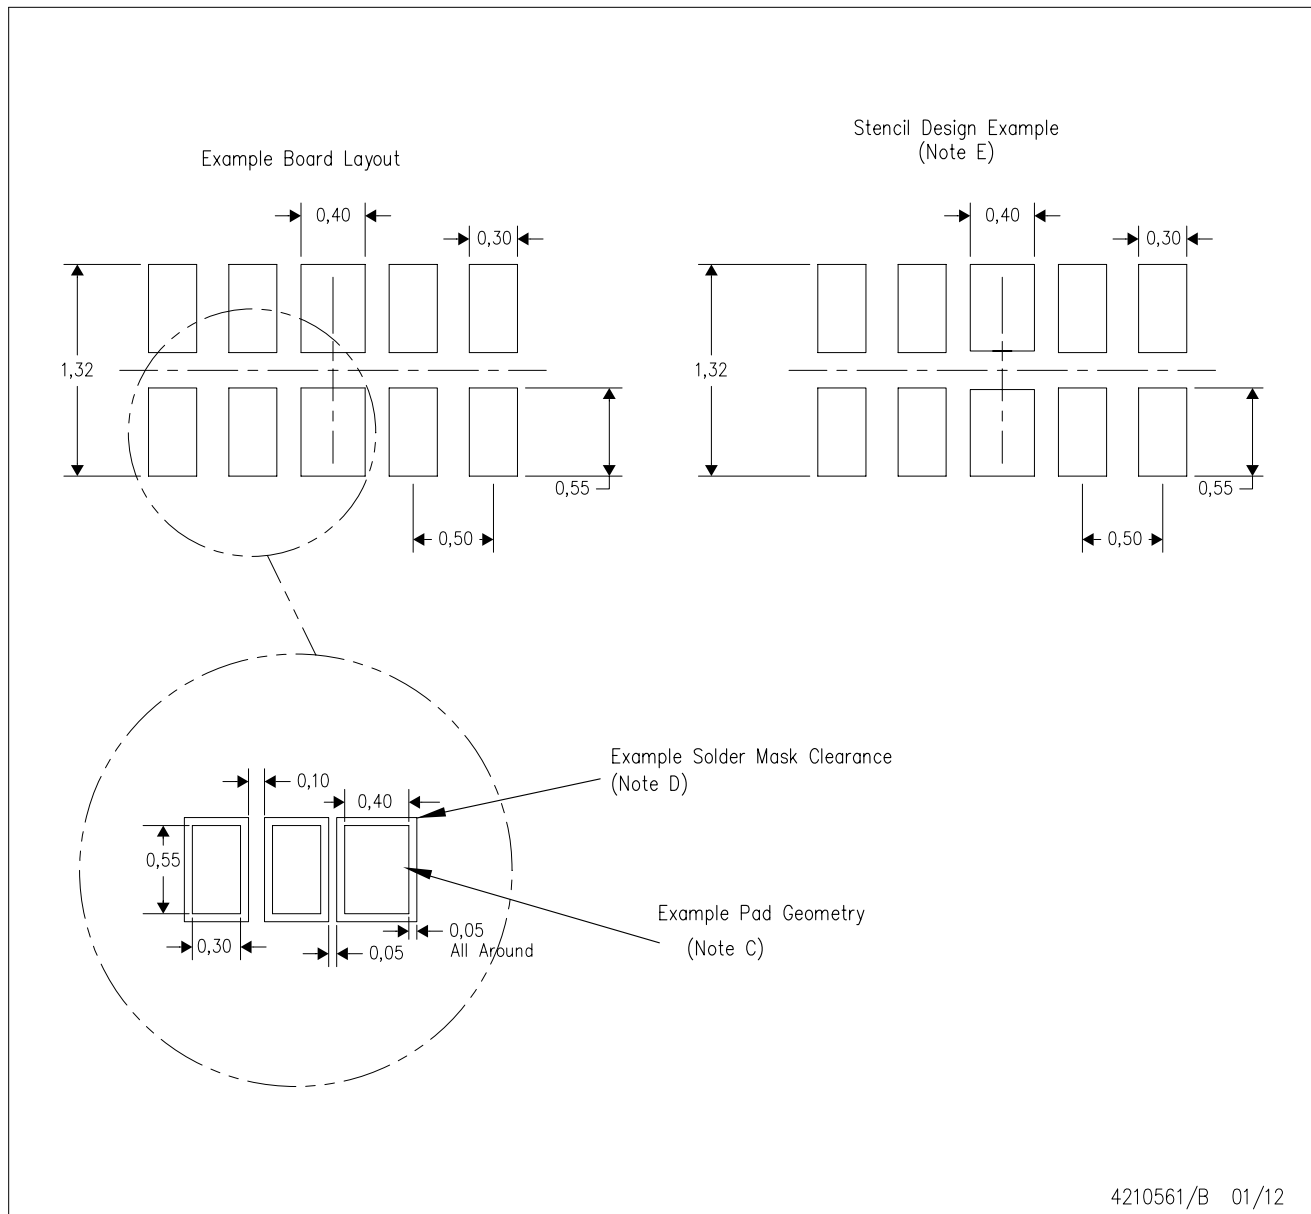 Example Board Layout
0,40
0,30
1,32
0,55
0,50
Stencil Design Example
(Note E)
0,40
0,30
1,32
0,55
0,50
Example Solder Mask Clearance
(Note D)
0,10
0,40
0,55
0,30
0,05
0,05
All Around
Example Pad Geometry
(Note C)
4210561/B 01/12